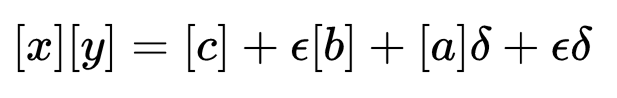 [x][y] = [c] + ϵ[b] + [a]δ + ϵδ